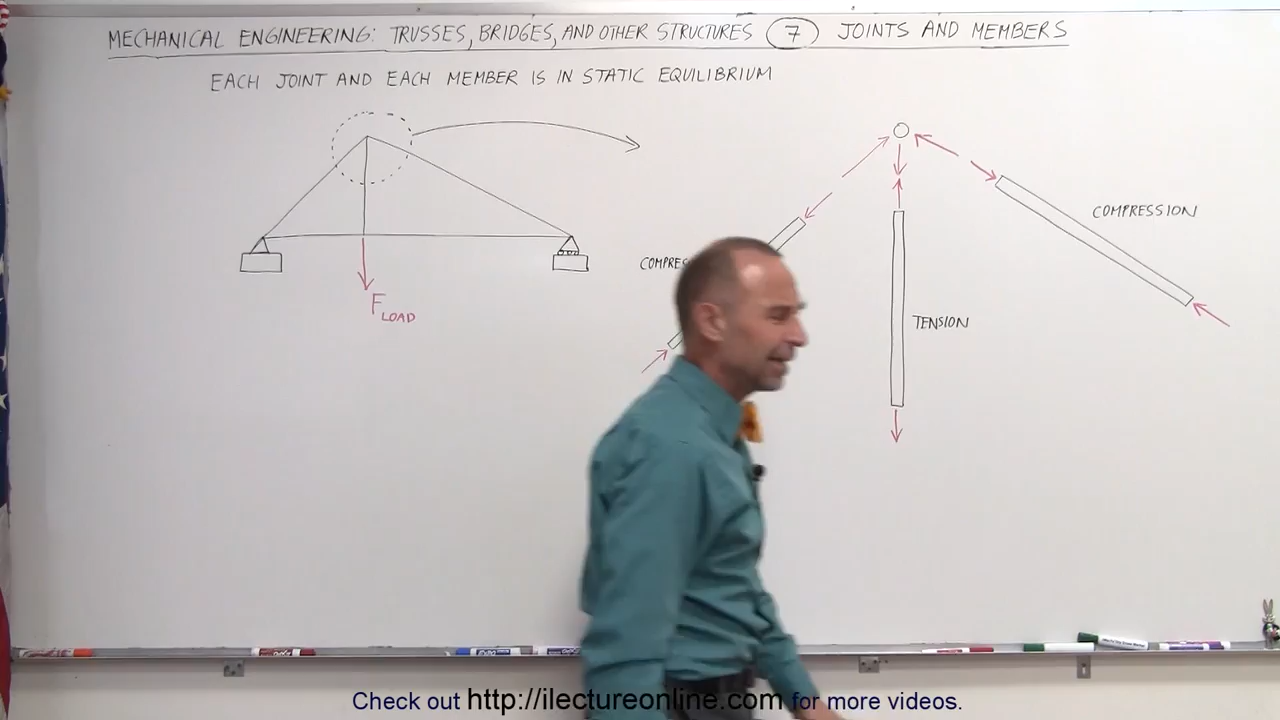 MECHANICAL ENGINEERING: TRUSSES, BRIDGES, AND OTHER STRUCTURES 7 JOINTS AND MEMBERS
EACH JOINT AND EACH MEMBER IS IN STATIC EQUILIBRIUM
COMPRESSION
TENSION
F LOAD
Check out http://ilectureonline.com for more videos.